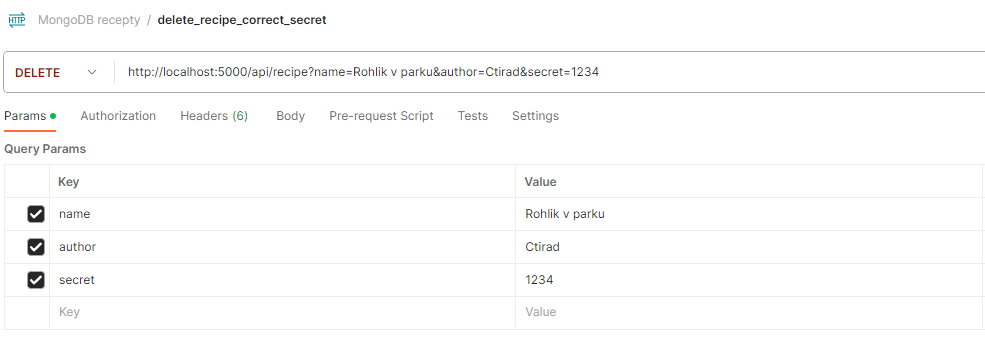 HTTP MongoDB recepty / delete_recipe_correct_secret
DELETE http://localhost:5000/api/recipe?name=Rohlik v parku&author=Ctirad&secret=1234
Params Authorization Headers (6) Body Pre-request Script Tests Settings
Query Params
Key Value
name Rohlik v parku
author Ctirad
secret 1234
Key Value